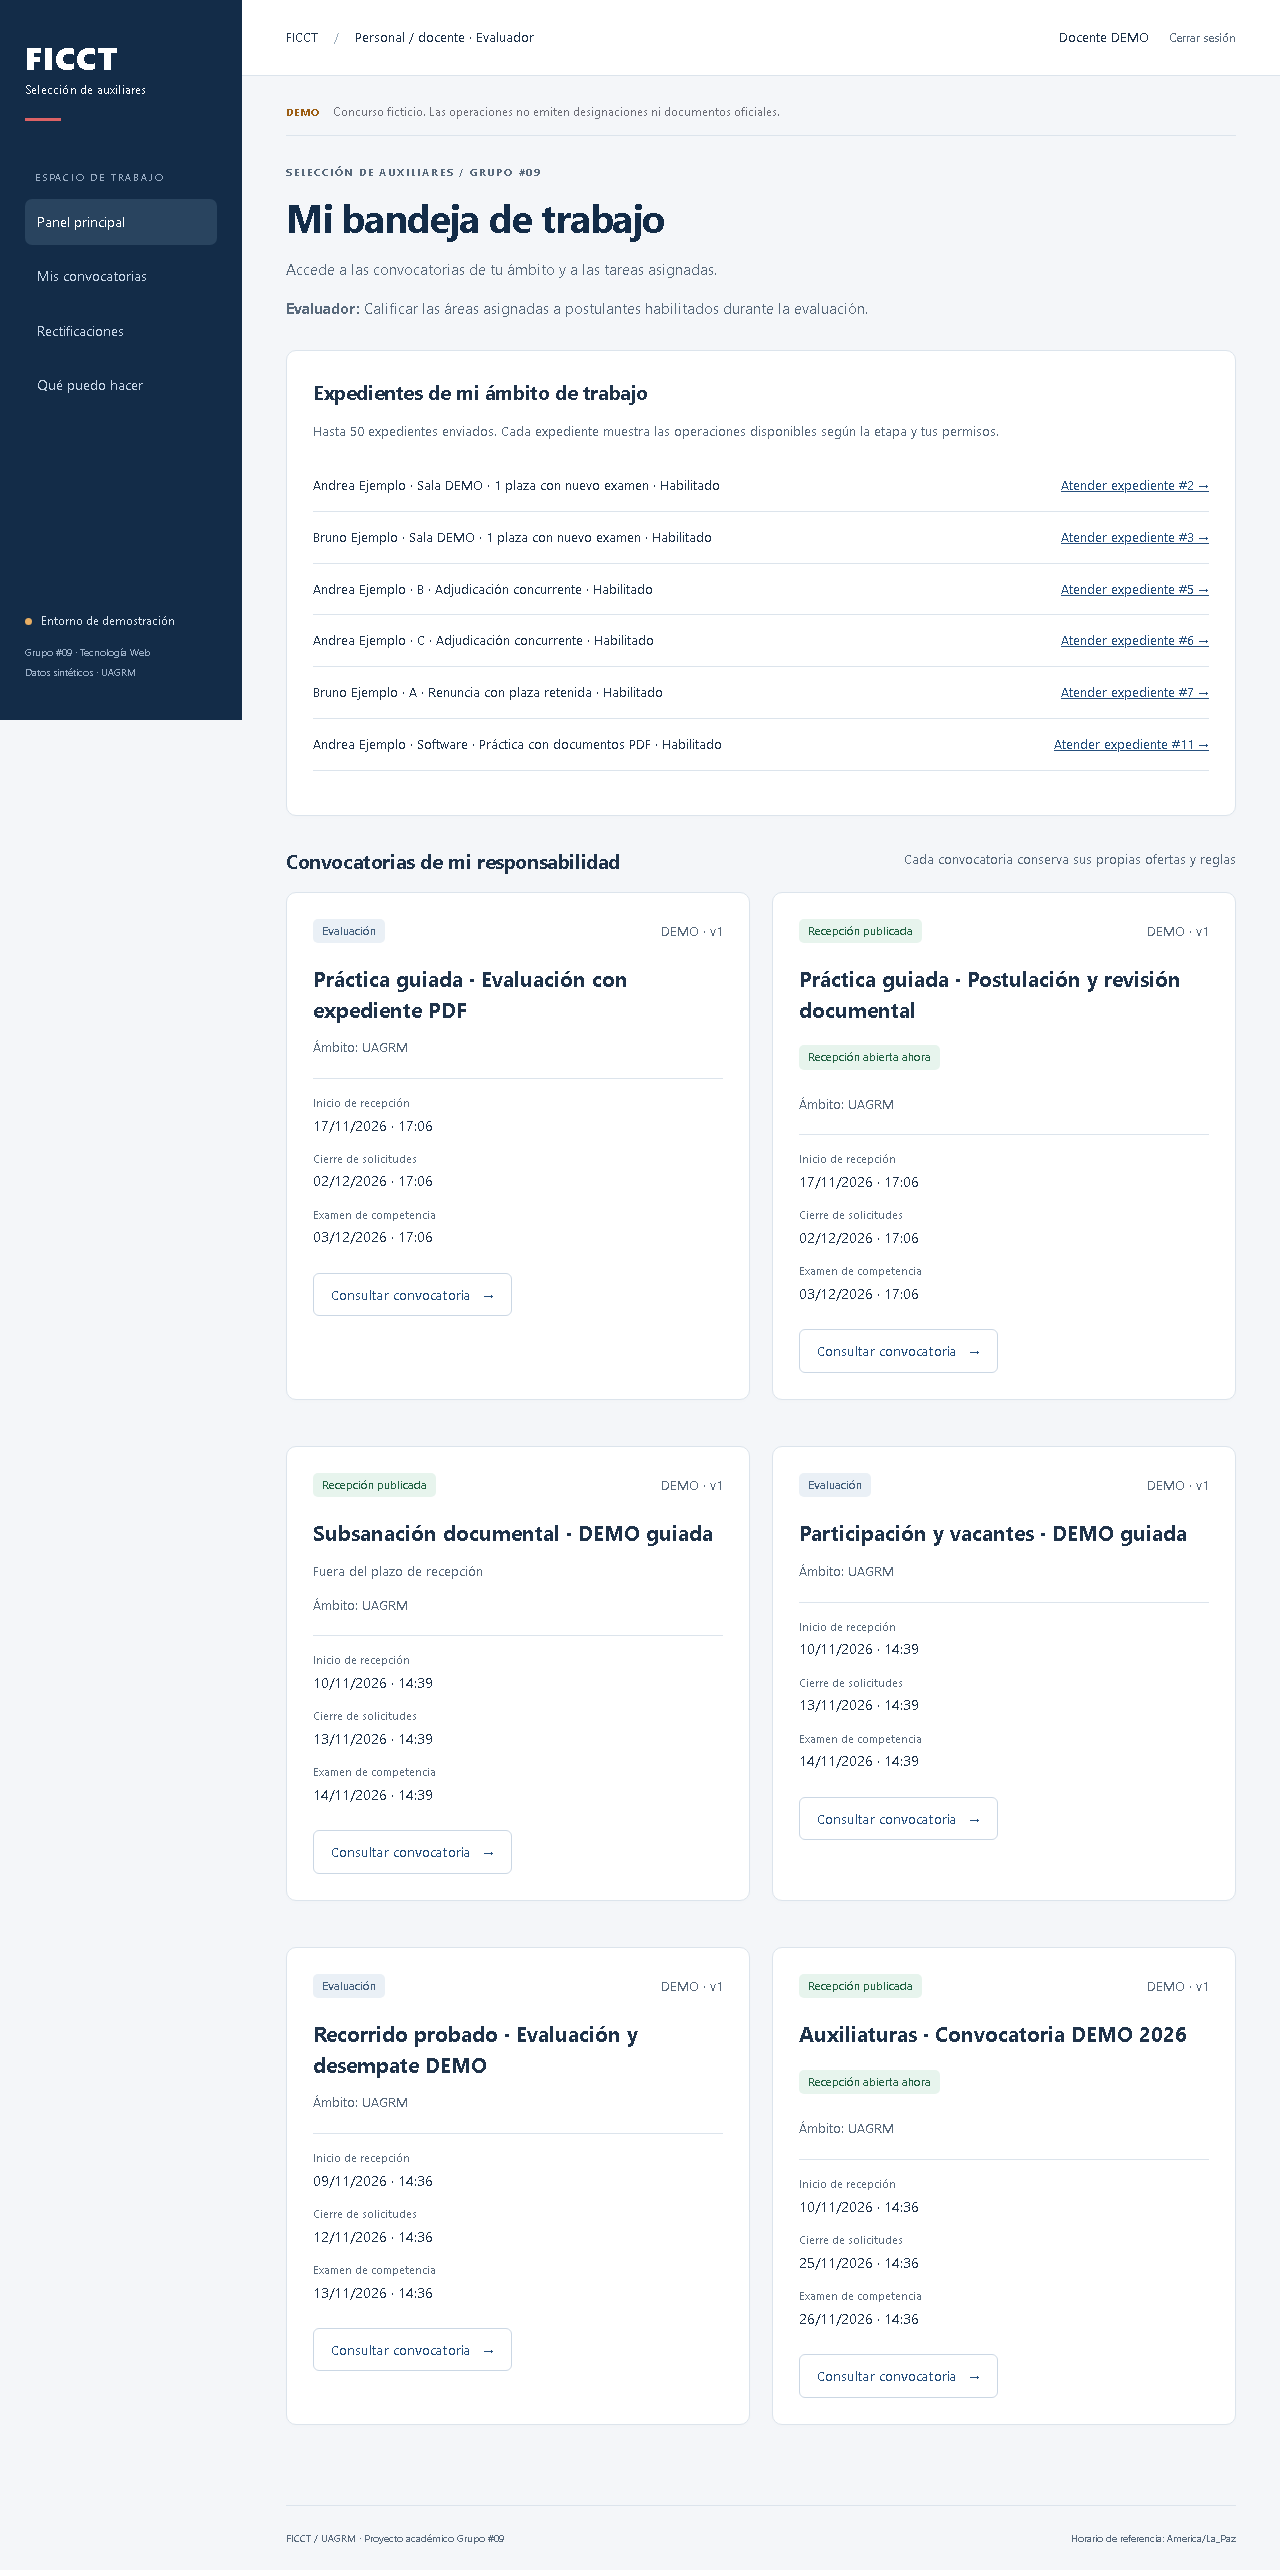 FICCT
Selección de auxiliares
ESPACIO DE TRABAJO
Panel principal
Mis convocatorias
Rectificaciones
Qué puedo hacer
Entorno de demostración
Grupo #09 · Tecnología Web
Datos sintéticos · UAGRM
FICCT / Personal / docente · Evaluador
Docente DEMO Cerrar sesión
DEMO Concurso ficticio. Las operaciones no emiten designaciones ni documentos oficiales.
SELECCIÓN DE AUXILIARES / GRUPO #09
Mi bandeja de trabajo
Accede a las convocatorias de tu ámbito y a las tareas asignadas.
Evaluador: Calificar las áreas asignadas a postulantes habilitados durante la evaluación.
Expedientes de mi ámbito de trabajo
Hasta 50 expedientes enviados. Cada expediente muestra las operaciones disponibles según la etapa y tus permisos.
Andrea Ejemplo · Sala DEMO · 1 plaza con nuevo examen · Habilitado Atender expediente #2 →
Bruno Ejemplo · Sala DEMO · 1 plaza con nuevo examen · Habilitado Atender expediente #3 →
Andrea Ejemplo · B · Adjudicación concurrente · Habilitado Atender expediente #5 →
Andrea Ejemplo · C · Adjudicación concurrente · Habilitado Atender expediente #6 →
Bruno Ejemplo · A · Renuncia con plaza retenida · Habilitado Atender expediente #7 →
Andrea Ejemplo · Software · Práctica con documentos PDF · Habilitado Atender expediente #11 →
Convocatorias de mi responsabilidad
Cada convocatoria conserva sus propias ofertas y reglas
Evaluación DEMO · v1
Práctica guiada · Evaluación con
expediente PDF
Ámbito: UAGRM
Inicio de recepción
17/11/2026 · 17:06
Cierre de solicitudes
02/12/2026 · 17:06
Examen de competencia
03/12/2026 · 17:06
Consultar convocatoria →
Recepción publicada DEMO · v1
Práctica guiada · Postulación y revisión
documental
Recepción abierta ahora
Ámbito: UAGRM
Inicio de recepción
17/11/2026 · 17:06
Cierre de solicitudes
02/12/2026 · 17:06
Examen de competencia
03/12/2026 · 17:06
Consultar convocatoria →
Recepción publicada DEMO · v1
Subsanación documental · DEMO guiada
Fuera del plazo de recepción
Ámbito: UAGRM
Inicio de recepción
10/11/2026 · 14:39
Cierre de solicitudes
13/11/2026 · 14:39
Examen de competencia
14/11/2026 · 14:39
Consultar convocatoria →
Evaluación DEMO · v1
Participación y vacantes · DEMO guiada
Ámbito: UAGRM
Inicio de recepción
10/11/2026 · 14:39
Cierre de solicitudes
13/11/2026 · 14:39
Examen de competencia
14/11/2026 · 14:39
Consultar convocatoria →
Evaluación DEMO · v1
Recorrido probado · Evaluación y
desempate DEMO
Ámbito: UAGRM
Inicio de recepción
09/11/2026 · 14:36
Cierre de solicitudes
12/11/2026 · 14:36
Examen de competencia
13/11/2026 · 14:36
Consultar convocatoria →
Recepción publicada DEMO · v1
Auxiliaturas · Convocatoria DEMO 2026
Recepción abierta ahora
Ámbito: UAGRM
Inicio de recepción
10/11/2026 · 14:36
Cierre de solicitudes
25/11/2026 · 14:36
Examen de competencia
26/11/2026 · 14:36
Consultar convocatoria →
FICCT / UAGRM · Proyecto académico Grupo #09
Horario de referencia: America/La_Paz